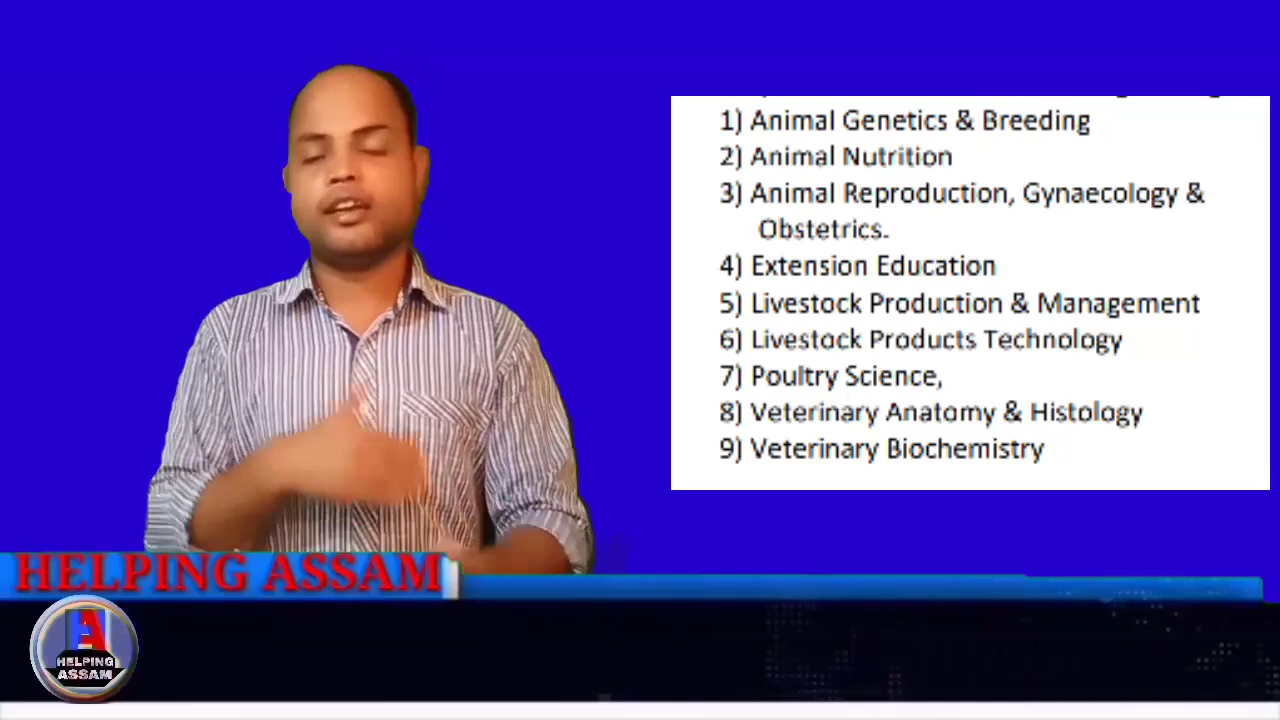 1) Animal Genetics & Breeding
2) Animal Nutrition
3) Animal Reproduction, Gynaecology &
Obstetrics.
4) Extension Education
5) Livestock Production & Management
6) Livestock Products Technology
7) Poultry Science,
8) Veterinary Anatomy & Histology
9) Veterinary Biochemistry
HELPING ASSAM
HA
HELPING
ASSAM